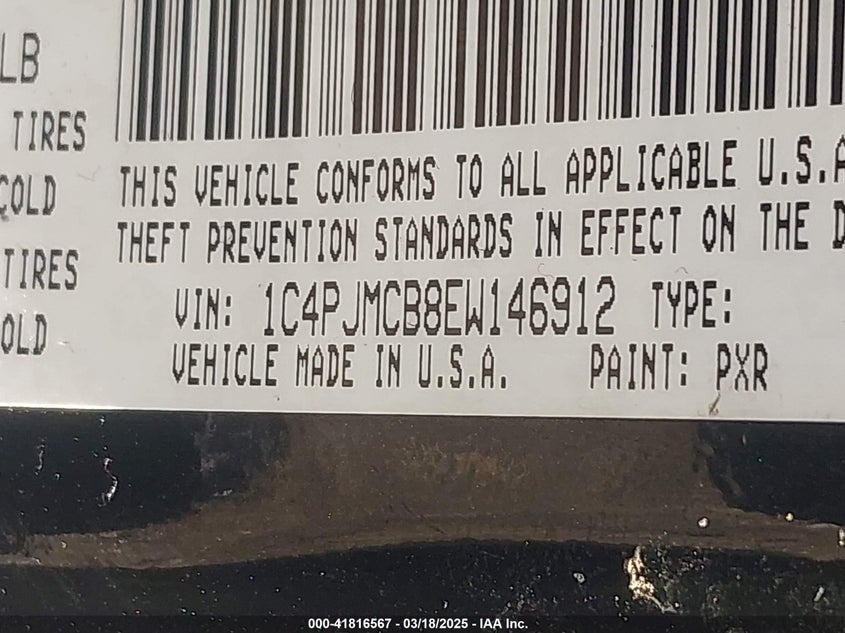 LB
TIRES
COLD
TIRES
OLD
THIS VEHICLE CONFORMS TO ALL APPLICABLE U.S.A
THEFT PREVENTION STANDARDS IN EFFECT ON THE D
VIN: 1C4PJMCB8EW146912 TYPE:
VEHICLE MADE IN U.S.A. PAINT: PXR
000-41816567 - 03/18/2025 - IAA Inc.